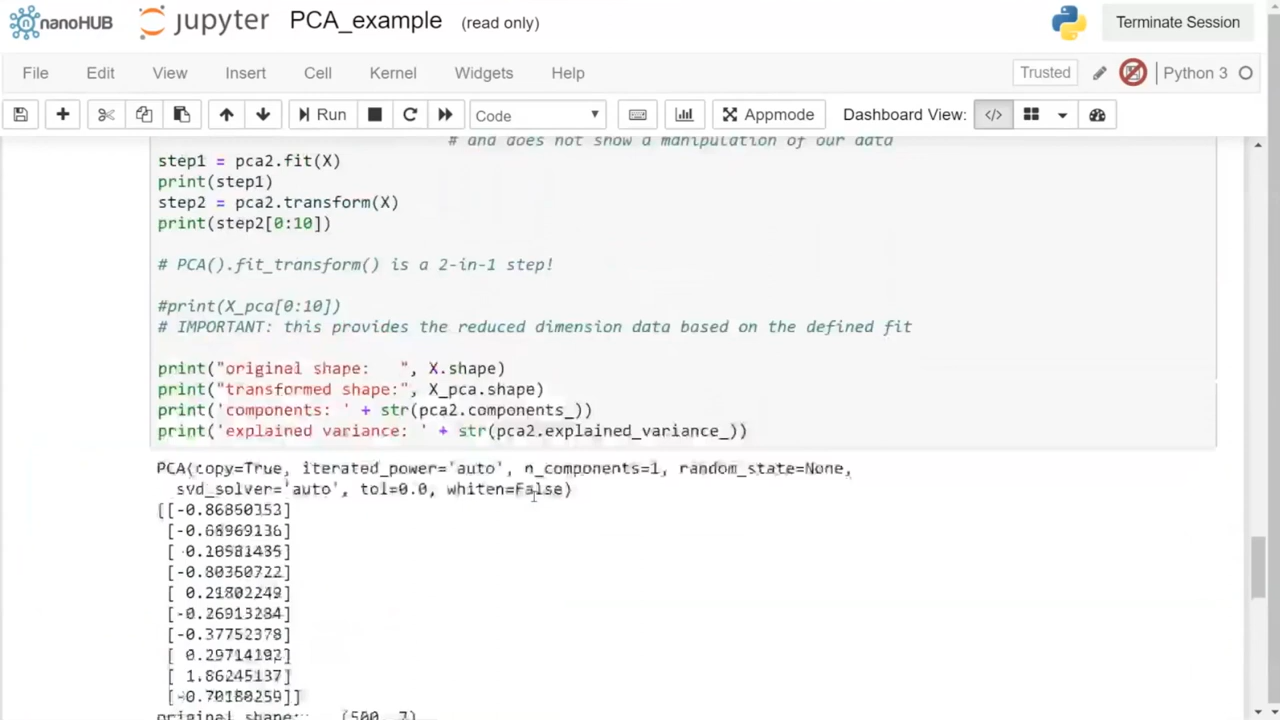 nanoHUB jupyter PCA_example (read only) Terminate Session
File Edit View Insert Cell Kernel Widgets Help Trusted Python 3
Run Code Appmode Dashboard View:
# and does not show a manipulation of our data
step1 = pca2.fit(X)
print(step1)
step2 = pca2.transform(X)
print(step2[0:10])
# PCA().fit_transform() is a 2-in-1 step!
#print(X_pca[0:10])
# IMPORTANT: this provides the reduced dimension data based on the defined fit
print("original shape:   ", X.shape)
print("transformed shape:", X_pca.shape)
print('components: ' + str(pca2.components_))
print('explained variance: ' + str(pca2.explained_variance_))
PCA(copy=True, iterated_power='auto', n_components=1, random_state=None,
svd_solver='auto', tol=0.0, whiten=False)
[[-0.86850353]
[-0.68969136]
[ 0.18581435]
[-0.80350722]
[ 0.21802249]
[-0.26913284]
[-0.37752378]
[ 0.29714192]
[ 1.86245137]
[-0.70180259]]
original shape: (500, 7)